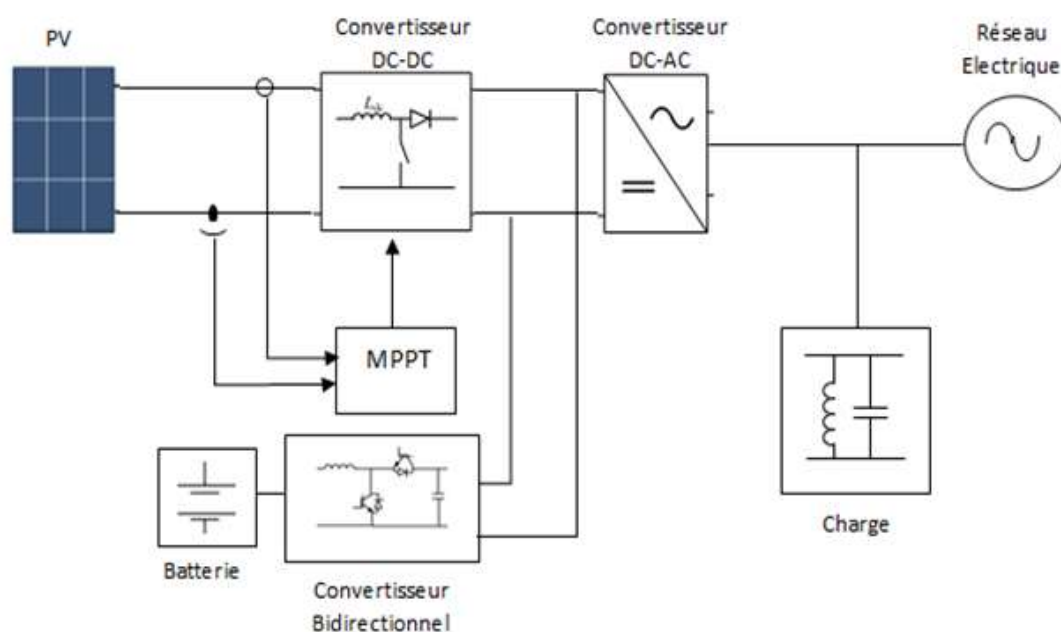 PV
Convertisseur
DC-DC
Convertisseur
DC-AC
Réseau
Electrique
MPPT
Batterie
Convertisseur
Bidirectionnel
Charge